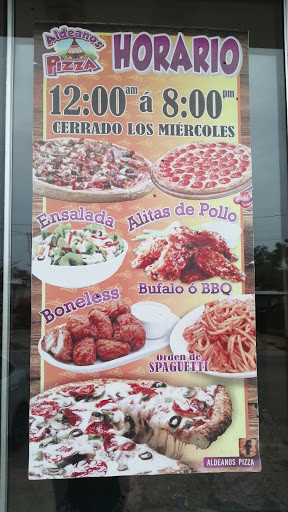 Aldeanos
PIZZA
HORARIO
12:00am á 8:00pm
CERRADO LOS MIÉRCOLES
Ensalada
Alitas de Pollo
Bufalo ó BBQ
Boneless
Orden de
SPAGUETTI
ALDEANOS PIZZA